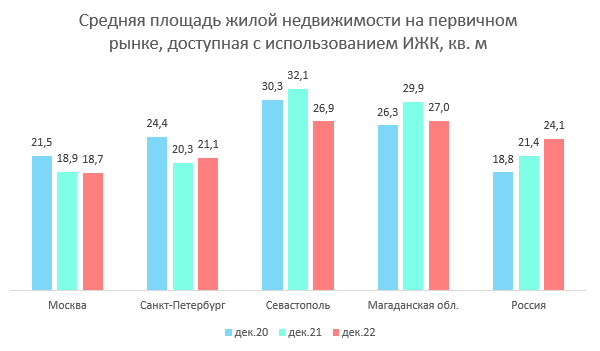 Средняя площадь жилой недвижимости на первичном
рынке, доступная с использованием ИЖК, кв. м
21,5
18,9
18,7
24,4
20,3
21,1
30,3
32,1
26,9
26,3
29,9
27,0
18,8
21,4
24,1
Москва
Санкт-Петербург
Севастополь
Магаданская обл.
Россия
дек.20
дек.21
дек.22